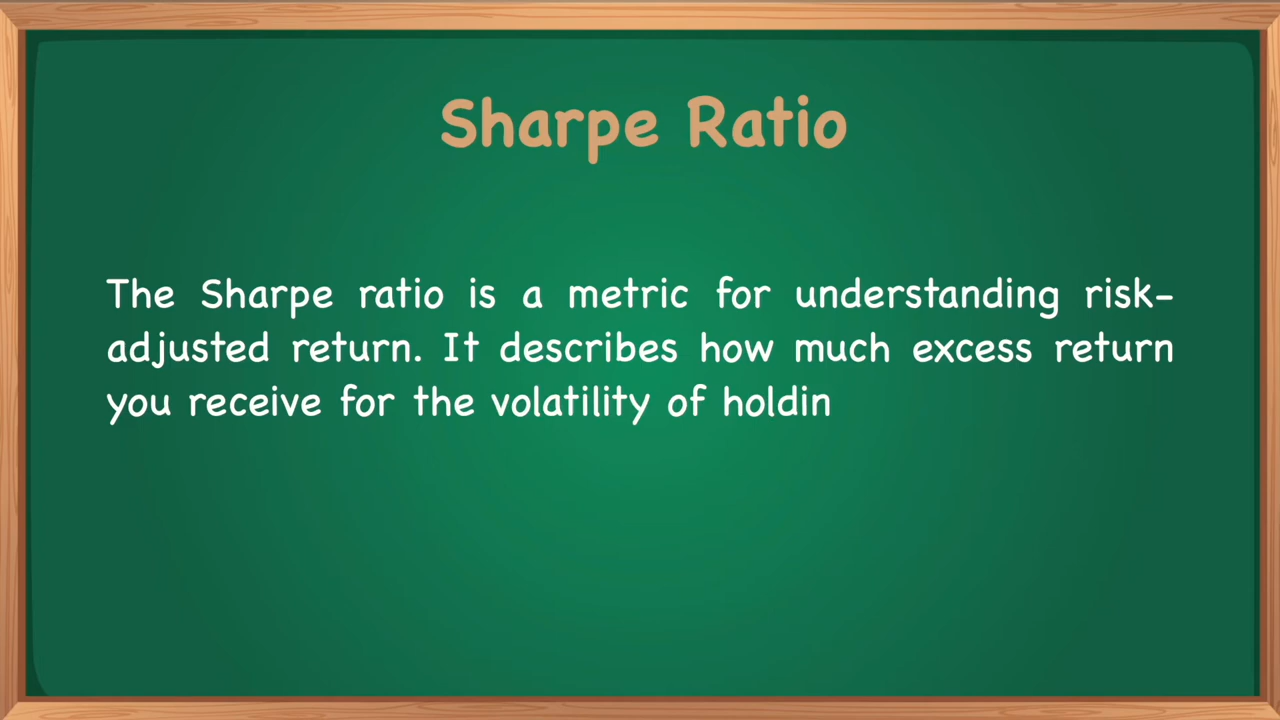 Sharpe Ratio
The Sharpe ratio is a metric for understanding risk-
adjusted return. It describes how much excess return
you receive for the volatility of holdin